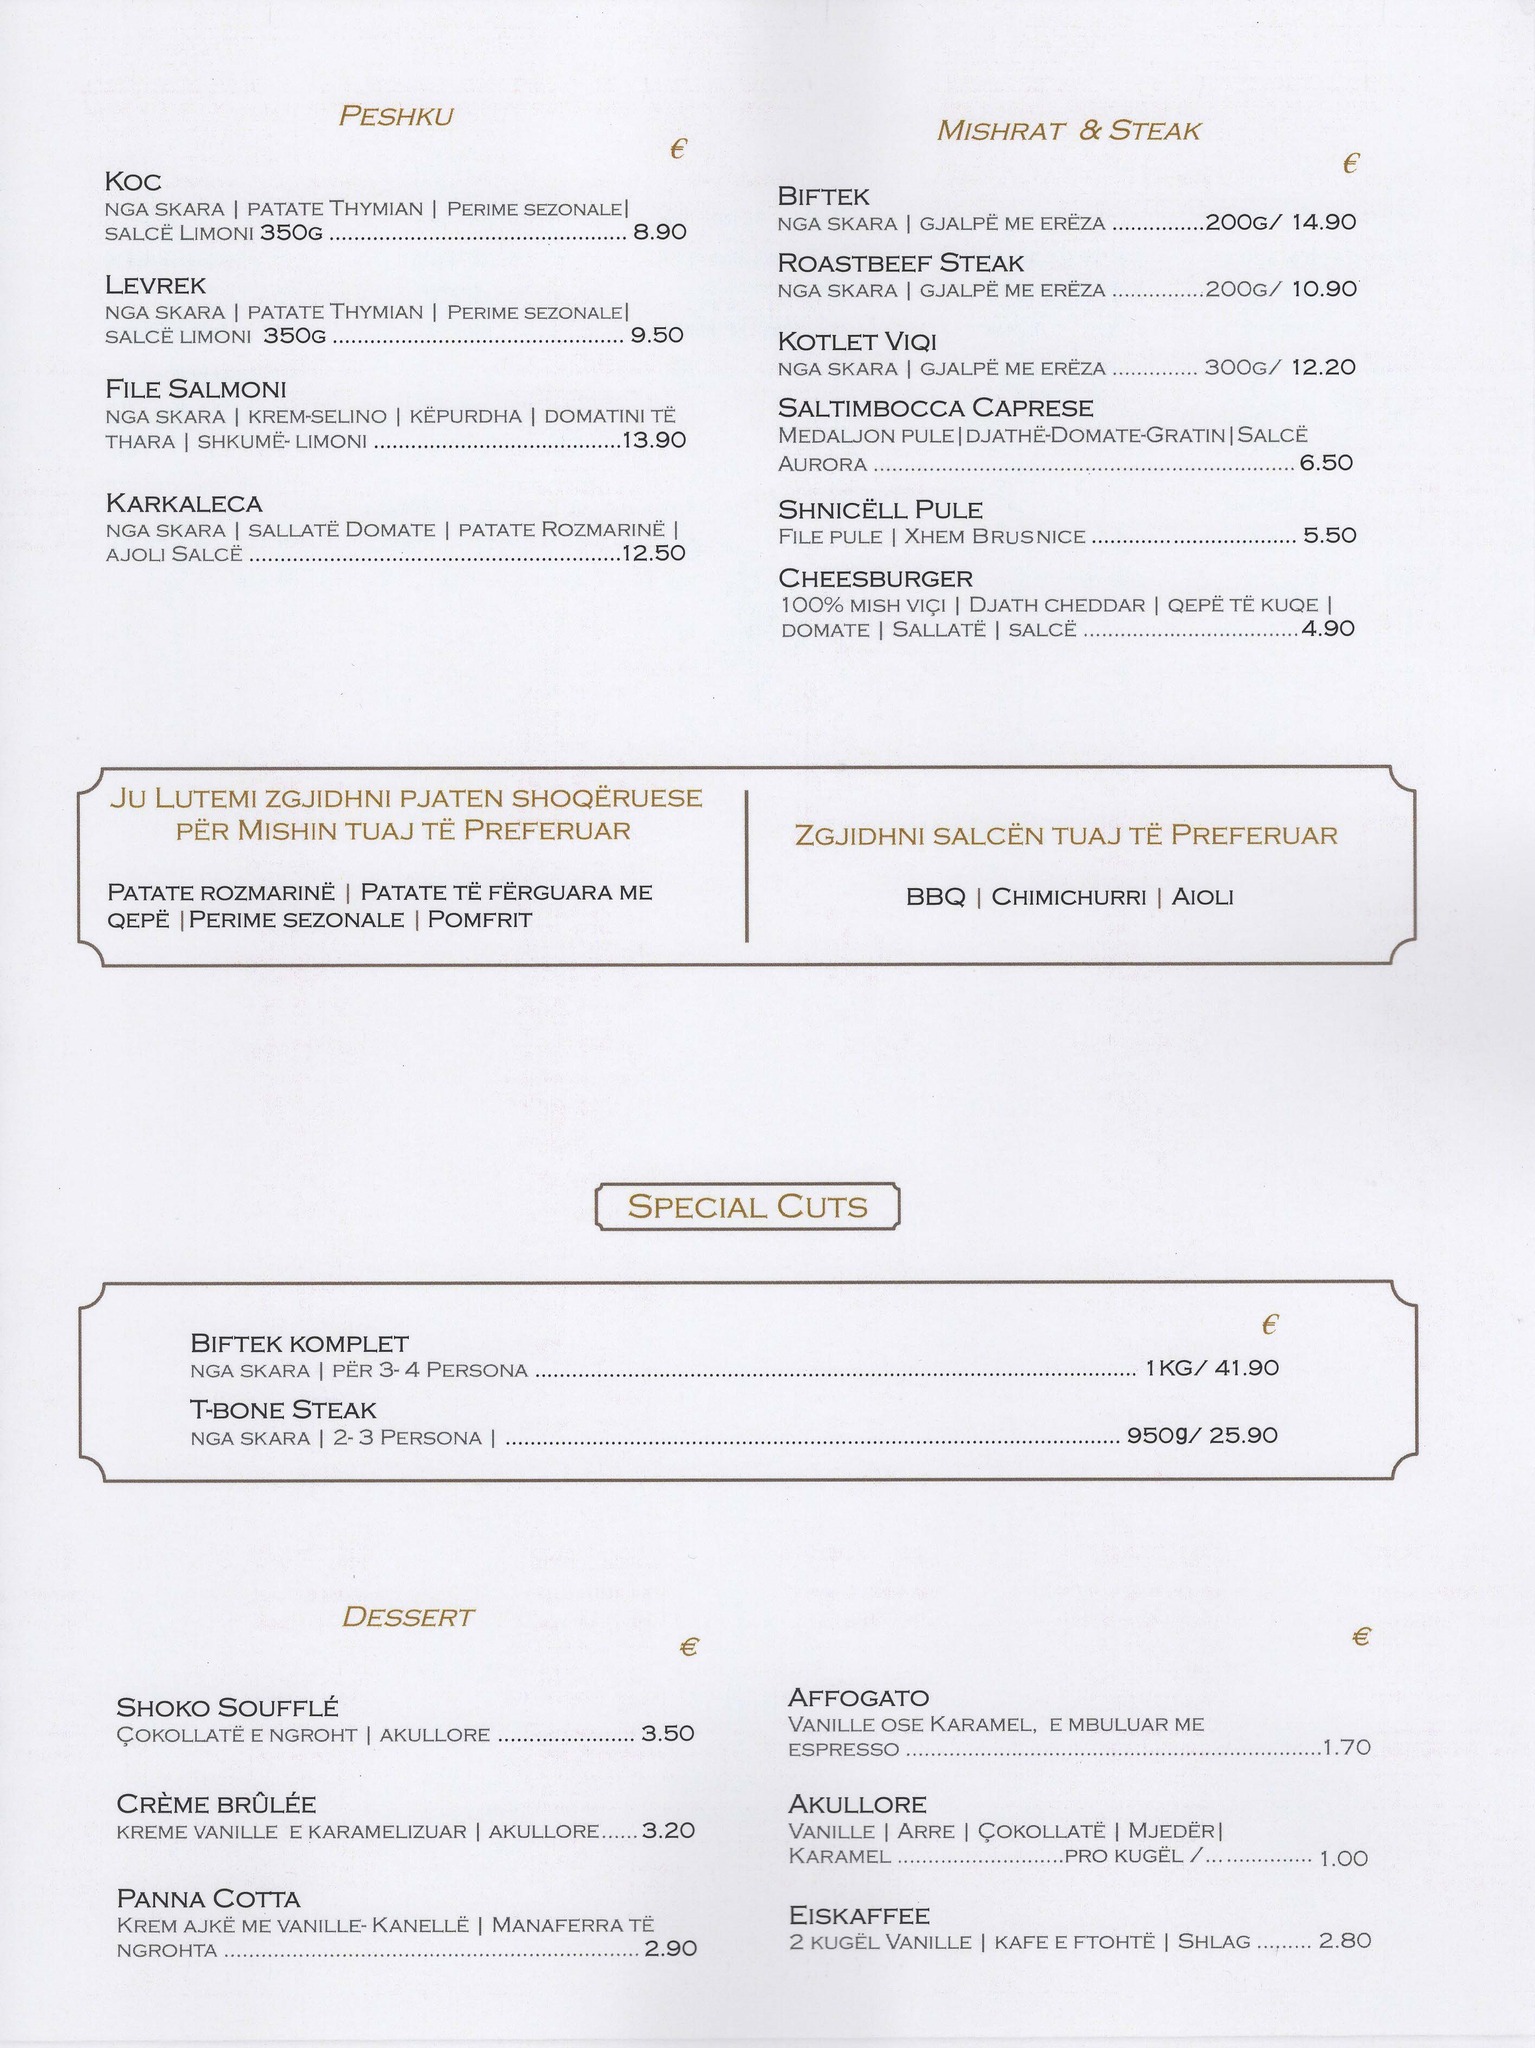 Peshku
€
Koc
nga skara | patate Thymian | Perime sezonale|
salcë Limoni 350g ................................................ 8.90
Levrek
nga skara | patate Thymian | Perime sezonale|
salcë limoni 350g ............................................... 9.50
File Salmoni
nga skara | krem-selino | këpurdha | domatini të
thara | shkumë- limoni ........................................13.90
Karkaleca
nga skara | sallatë Domate | patate Rozmarinë |
ajoli Salcë ............................................................12.50
Mishrat & Steak
€
Biftek
nga skara | gjalpë me erëza ...............200g/ 14.90
Roastbeef Steak
nga skara | gjalpë me erëza ...............200g/ 10.90
Kotlet Viqi
nga skara | gjalpë me erëza .............. 300g/ 12.20
Saltimbocca Caprese
Medaljon pule|djathë-Domate-Gratin|Salcë
Aurora .................................................................... 6.50
Shnicëll Pule
File pule | Xhem Brusnice ................................. 5.50
Cheesburger
100% mish viçi | Djath cheddar | qepë të kuqe |
domate | Sallatë | salcë ...................................4.90
Ju Lutemi zgjidhni pjaten shoqëruese
për Mishin tuaj të Preferuar
Patate rozmarinë | Patate të fërguara me
qepë |Perime sezonale | Pomfrit
Zgjidhni salcën tuaj të Preferuar
BBQ | Chimichurri | Aioli
Special Cuts
€
Biftek komplet
nga skara | për 3- 4 Persona ................................................................................................. 1kg/ 41.90
T-bone Steak
nga skara | 2- 3 Persona | .................................................................................................... 950g/ 25.90
Dessert
€
Shoko Soufflé
Çokollatë e ngroht | akullore ...................... 3.50
Crème brûlée
kreme vanille e karamelizuar | akullore...... 3.20
Panna Cotta
Krem ajkë me vanille- Kanellë | Manaferra të
ngrohta ................................................................... 2.90
€
Affogato
Vanille ose Karamel, e mbuluar me
espresso ...................................................................1.70
Akullore
Vanille | Arre | Çokollatë | Mjedër|
Karamel ...........................pro kugël /.................. 1.00
Eiskaffee
2 kugël Vanille | kafe e ftohtë | Shlag ......... 2.80